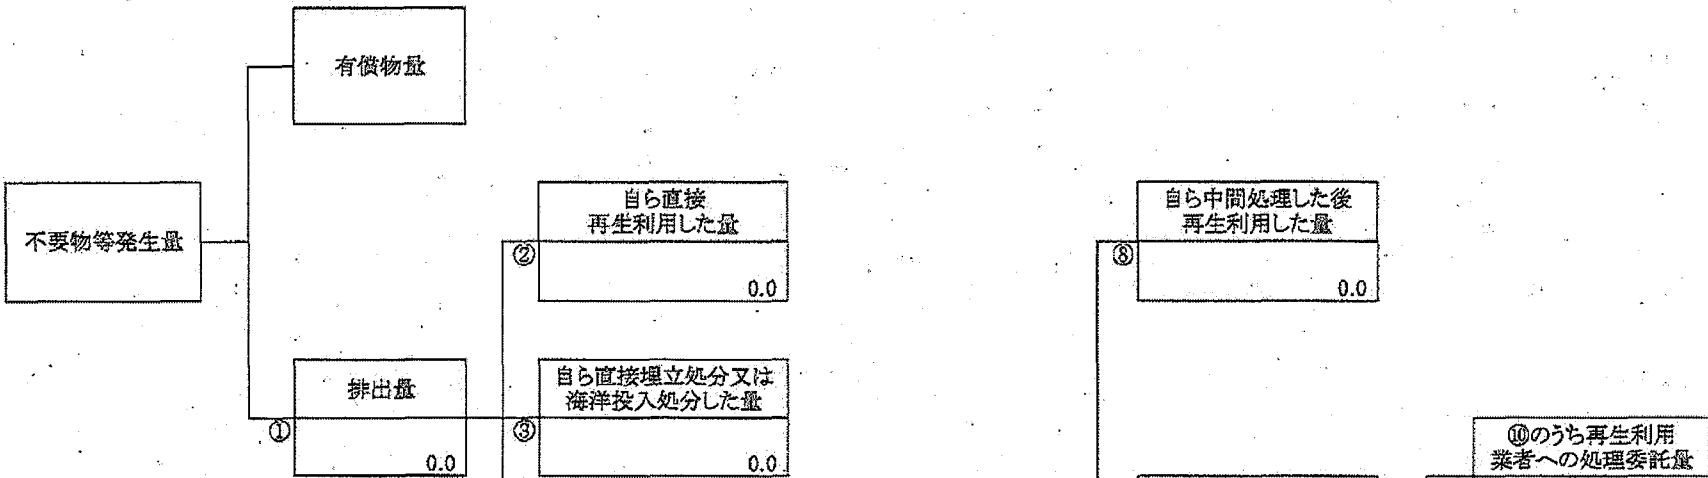 有償物量
不要物等発生量
自ら直接
再生利用した量
②
0.0
自ら中間処理した後
再生利用した量
⑧
0.0
排出量
①
0.0
自ら直接埋立処分又は
海洋投入処分した量
③
0.0
⑩のうち再生利用
業者への処理委託量